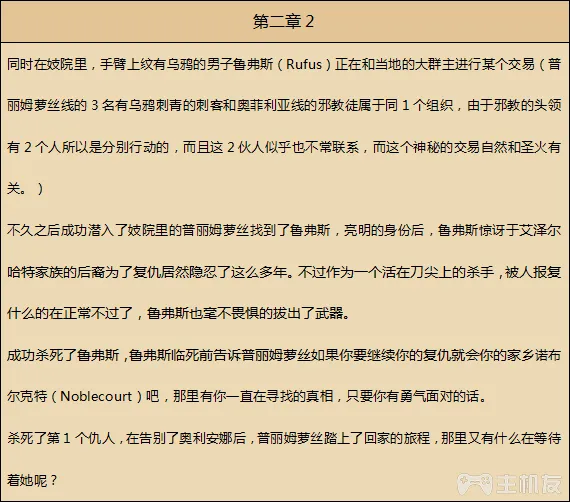 第二章 2
同时在妓院里，手臂上纹有乌鸦的男子鲁弗斯（Rufus）正在和当地的大群主进行某个交易（普
丽姆萝丝线的 3 名有乌鸦刺青的刺客和奥菲利亚线的邪教徒属于同 1 个组织，由于邪教的头领
有 2 个人所以是分别行动的，而且这 2 伙人似乎也不常联系，而这个神秘的交易自然和圣火有
关。）
不久之后成功潜入了妓院里的普丽姆萝丝找到了鲁弗斯，亮明的身份后，鲁弗斯惊讶于艾泽尔
哈特家族的后裔为了复仇居然隐忍了这么多年。不过作为一个活在刀尖上的杀手，被人报复
什么的在正常不过了，鲁弗斯也毫不畏惧的拔出了武器。
成功杀死了鲁弗斯，鲁弗斯临死前告诉普丽姆萝丝如果你要继续你的复仇就会你的家乡诺布
尔克特（Noblecourt）吧，那里有你一直在寻找的真相，只要你有勇气面对的话。
杀死了第 1 个仇人，在告别了奥利安娜后，普丽姆萝丝踏上了回家的旅程，那里又有什么在等待
着她呢？
主机友